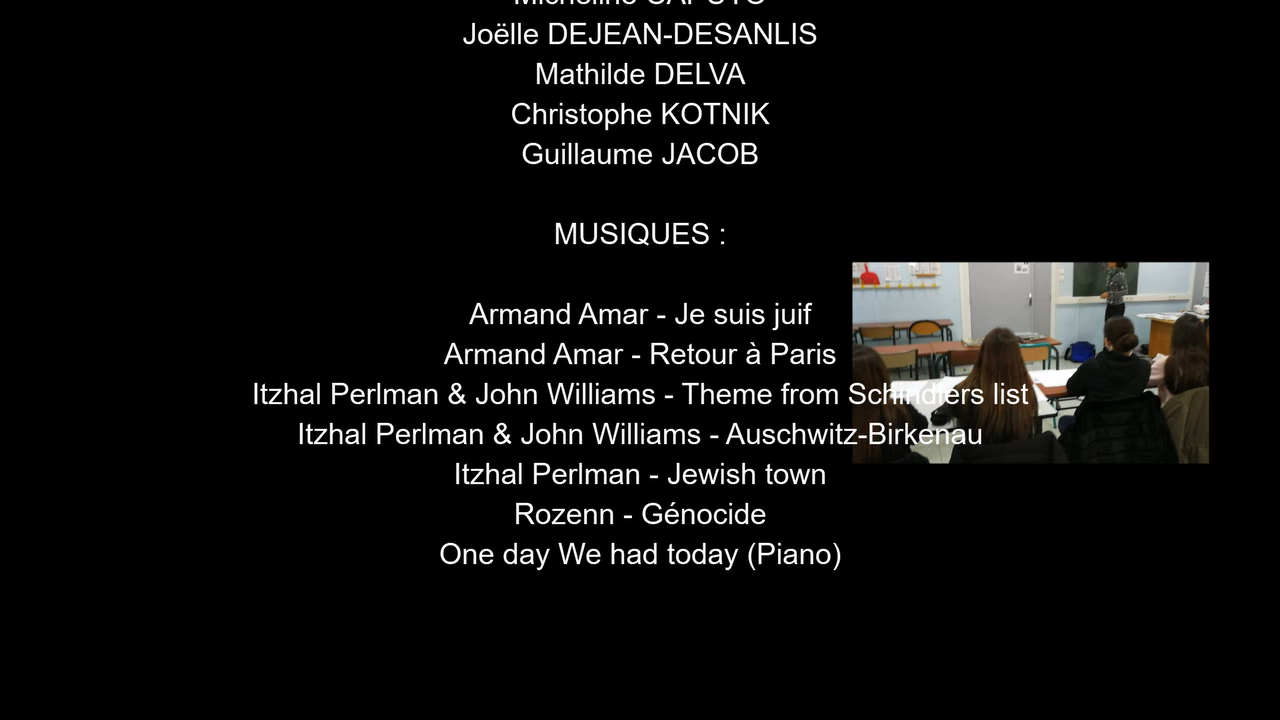 Joëlle DEJEAN-DESANLIS
Mathilde DELVA
Christophe KOTNIK
Guillaume JACOB
MUSIQUES :
Armand Amar - Je suis juif
Armand Amar - Retour à Paris
Itzhal Perlman & John Williams - Theme from Schindlers list
Itzhal Perlman & John Williams - Auschwitz-Birkenau
Itzhal Perlman - Jewish town
Rozenn - Génocide
One day We had today (Piano)